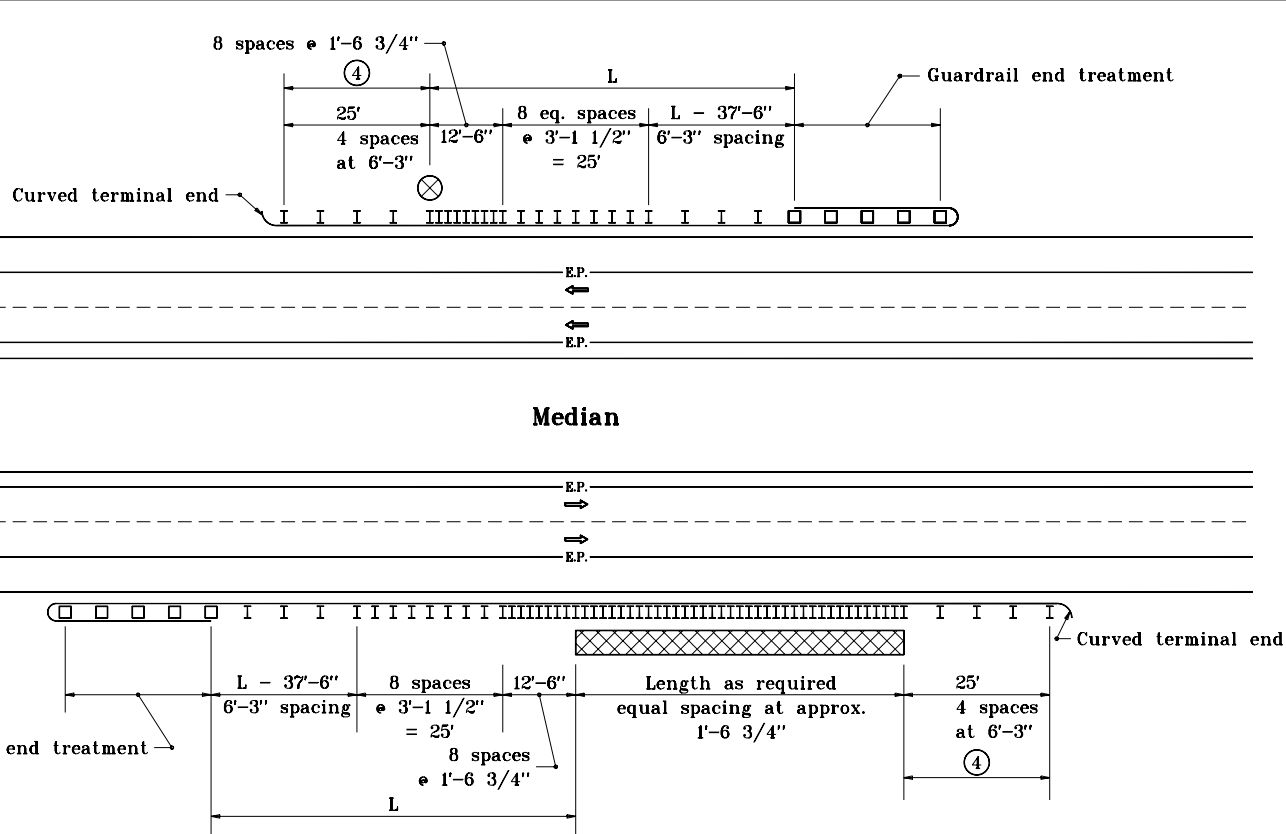 8 spaces @ 1'-6 3/4"
4
L
Guardrail end treatment
25'
4 spaces
at 6'-3"
12'-6"
8 eq. spaces
@ 3'-1 1/2"
= 25'
L - 37'-6"
6'-3" spacing
Curved terminal end
E.P.
E.P.
Median
E.P.
E.P.
Curved terminal end
L - 37'-6"
6'-3" spacing
8 spaces
@ 3'-1 1/2"
= 25'
12'-6"
Length as required
equal spacing at approx.
1'-6 3/4"
25'
4 spaces
at 6'-3"
4
end treatment
8 spaces
@ 1'-6 3/4"
L